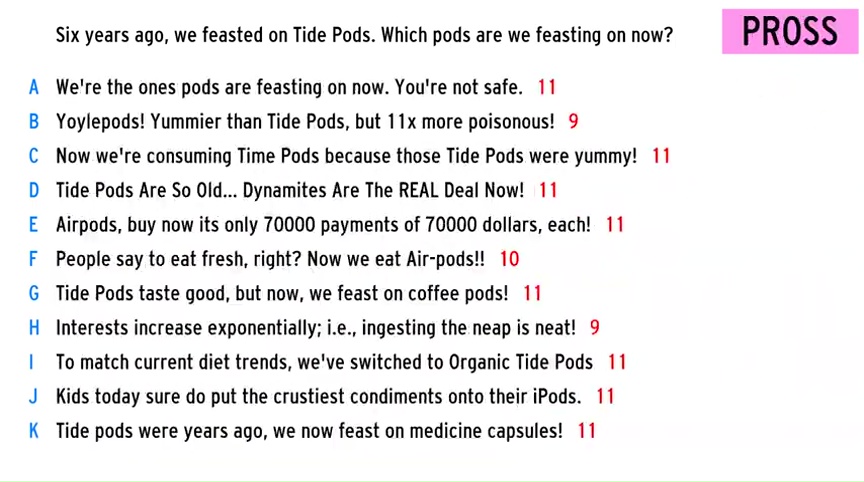 Six years ago, we feasted on Tide Pods. Which pods are we feasting on now?
PROSS
A We're the ones pods are feasting on now. You're not safe. 11
B Yoylepods! Yummier than Tide Pods, but 11x more poisonous! 9
C Now we're consuming Time Pods because those Tide Pods were yummy! 11
D Tide Pods Are So Old... Dynamites Are The REAL Deal Now! 11
E Airpods, buy now its only 70000 payments of 70000 dollars, each! 11
F People say to eat fresh, right? Now we eat Air-pods!! 10
G Tide Pods taste good, but now, we feast on coffee pods! 11
H Interests increase exponentially; i.e., ingesting the neap is neat! 9
I To match current diet trends, we've switched to Organic Tide Pods 11
J Kids today sure do put the crustiest condiments onto their iPods. 11
K Tide pods were years ago, we now feast on medicine capsules! 11